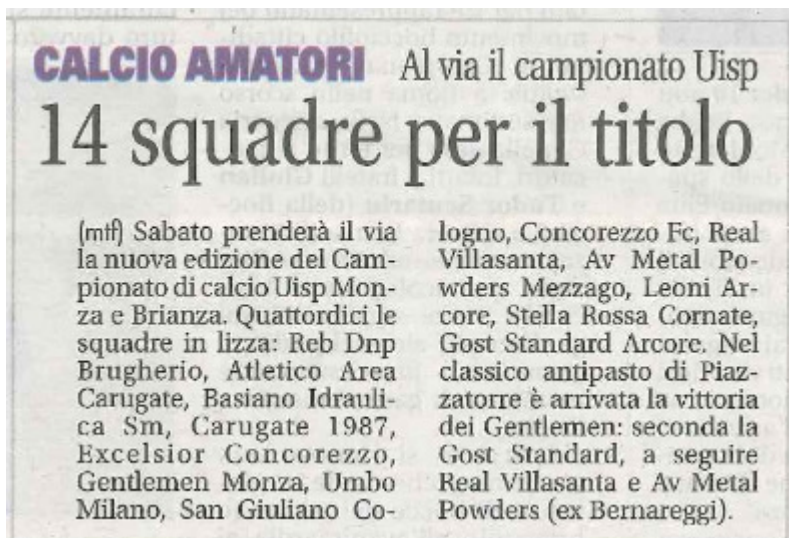 CALCIO AMATORI Al via il campionato Uisp
14 squadre per il titolo
(mtf) Sabato prenderà il via
la nuova edizione del Cam-
pionato di calcio Uisp Mon-
za e Brianza. Quattordici le
squadre in lizza: Reb Dnp
Brugherio, Atletico Area
Carugate, Basiano Idrauli-
ca Sm, Carugate 1987,
Excelsior Concorezzo,
Gentlemen Monza, Umbo
Milano, San Giuliano Co-
logno, Concorezzo Fc, Real
Villasanta, Av Metal Po-
wders Mezzago, Leoni Ar-
core, Stella Rossa Cornate,
Gost Standard Arcore. Nel
classico antipasto di Piaz-
zatorre è arrivata la vittoria
dei Gentlemen: seconda la
Gost Standard, a seguire
Real Villasanta e Av Metal
Powders (ex Bernareggi).